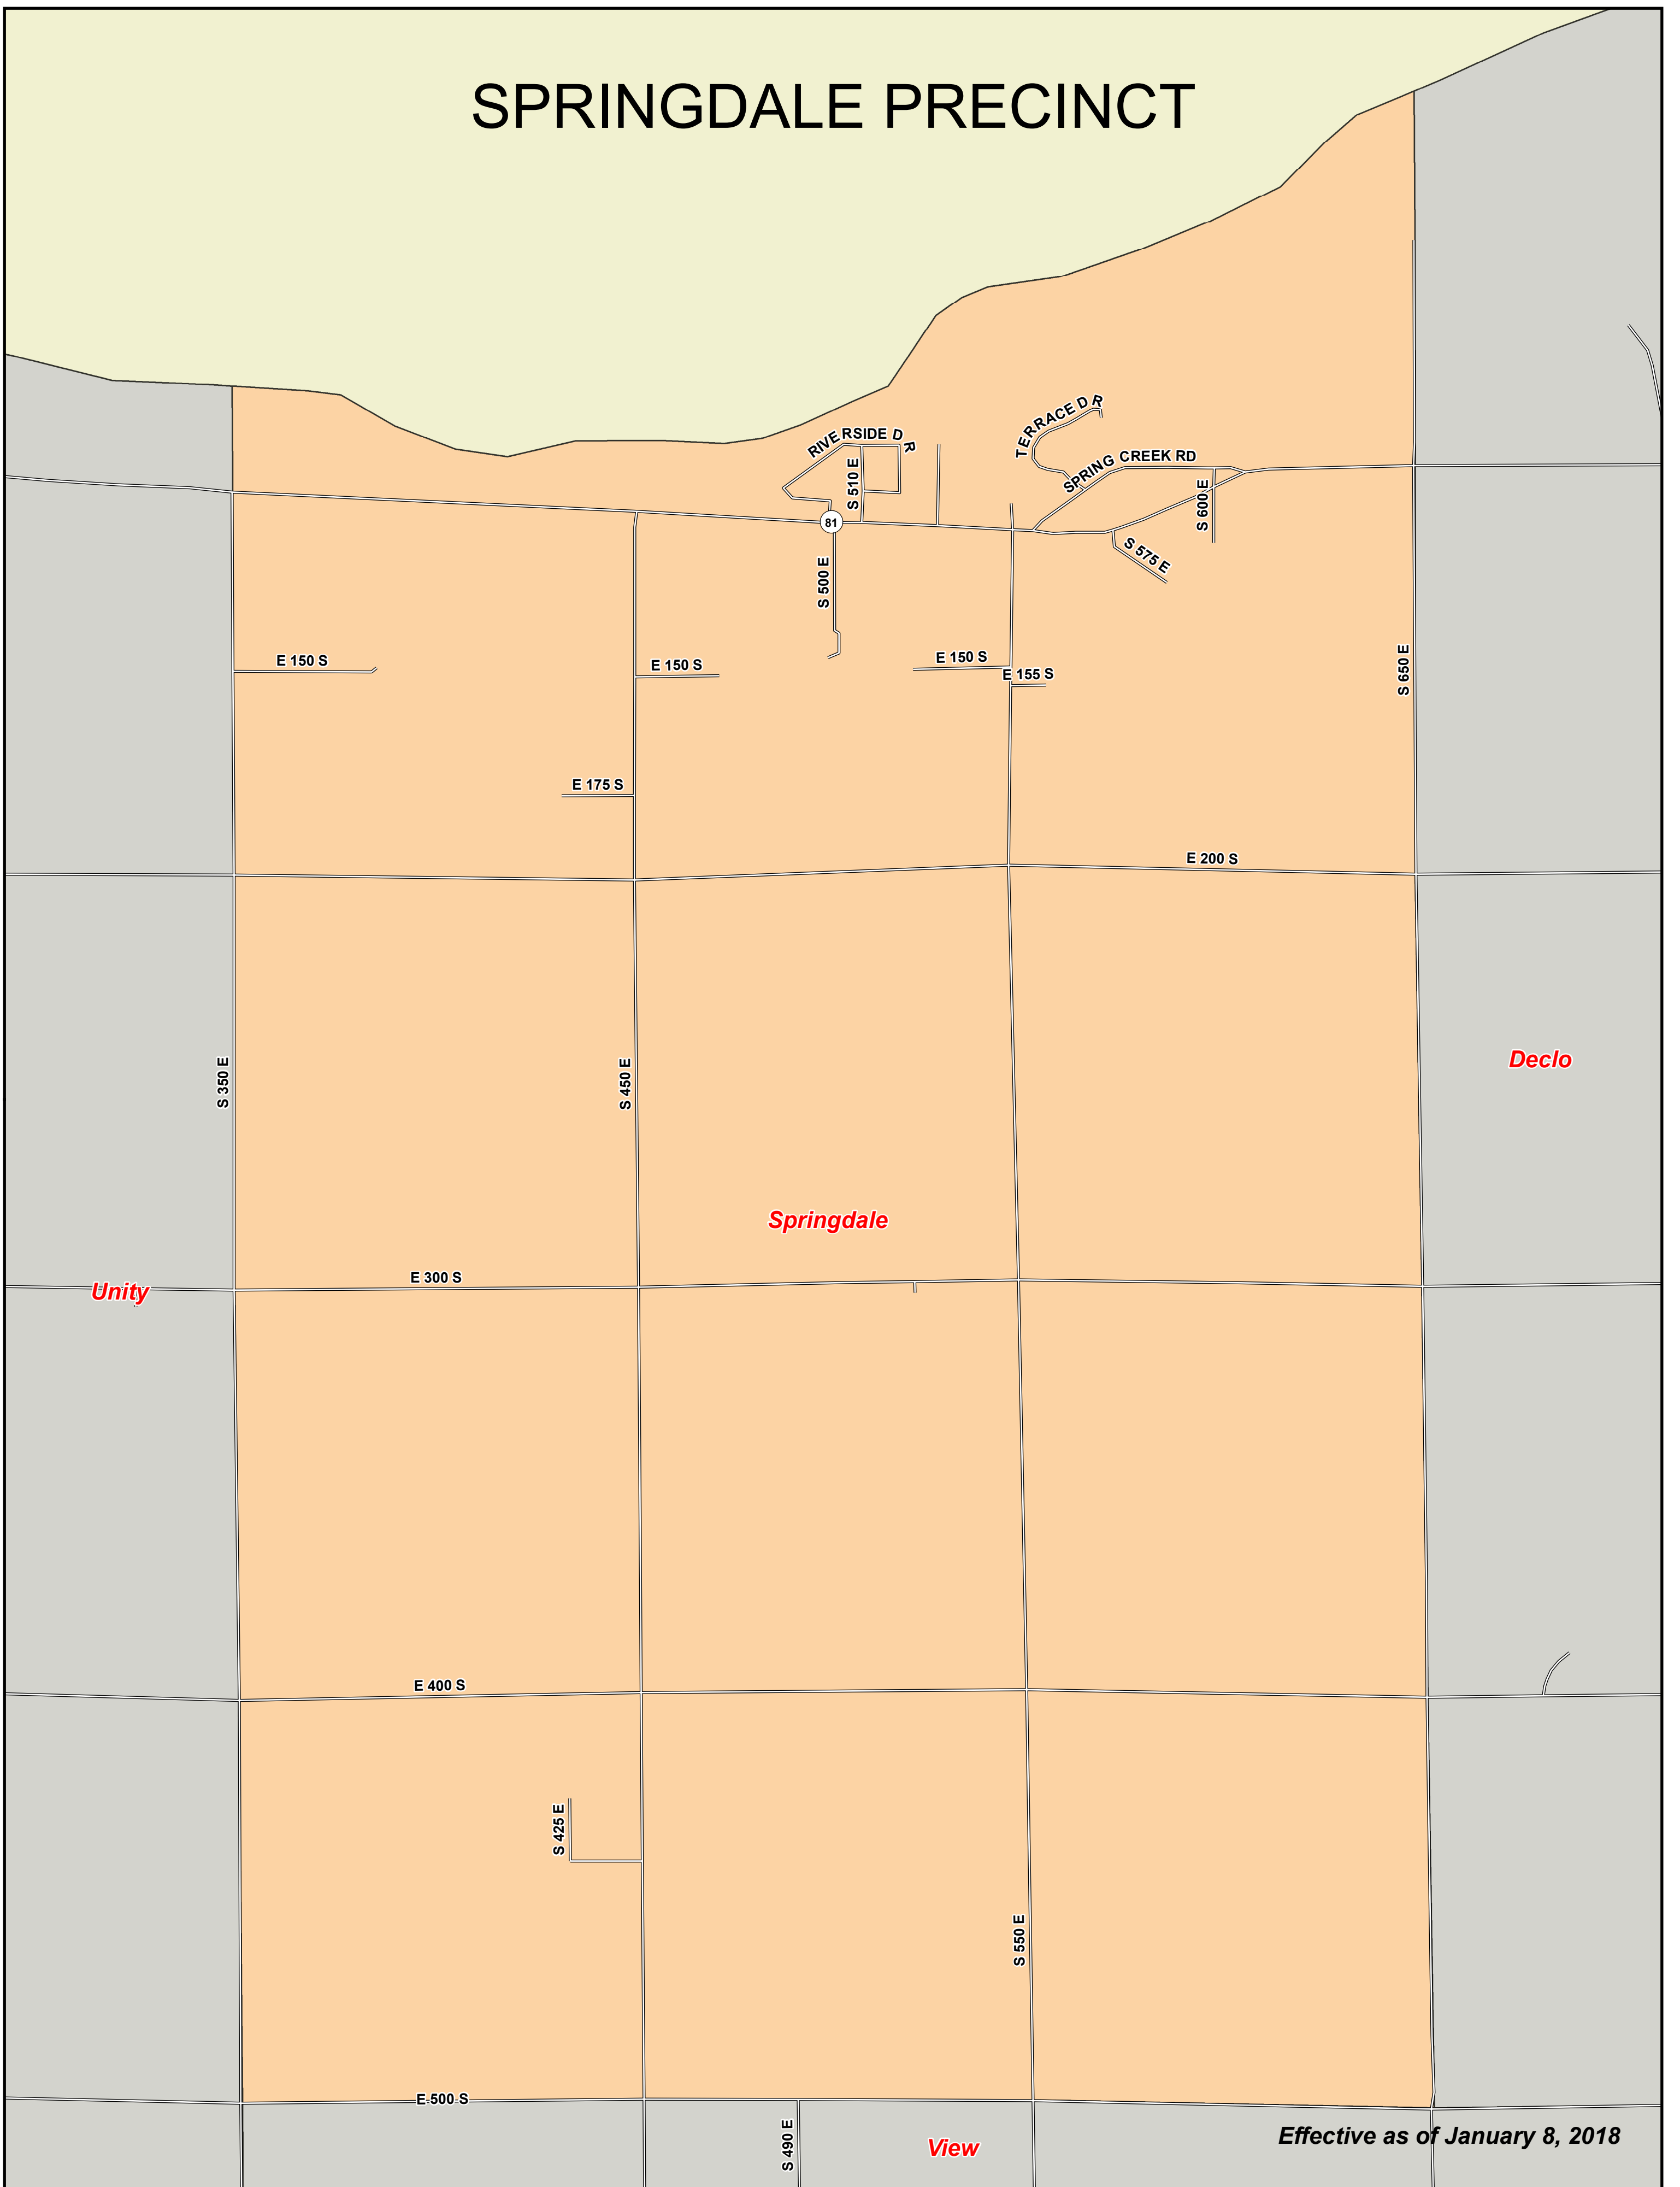 SPRINGDALE PRECINCT
TERRACE DR
RIVERSIDE DR
SPRING CREEK RD
S 510 E
S 600 E
81
S 575 E
S 500 E
E 150 S
E 150 S
E 150 S
E 155 S
S 650 E
E 175 S
E 200 S
S 350 E
S 450 E
Declo
Springdale
E 300 S
Unity
E 400 S
S 425 E
S 550 E
E 500 S
S 490 E
View
Effective as of January 8, 2018